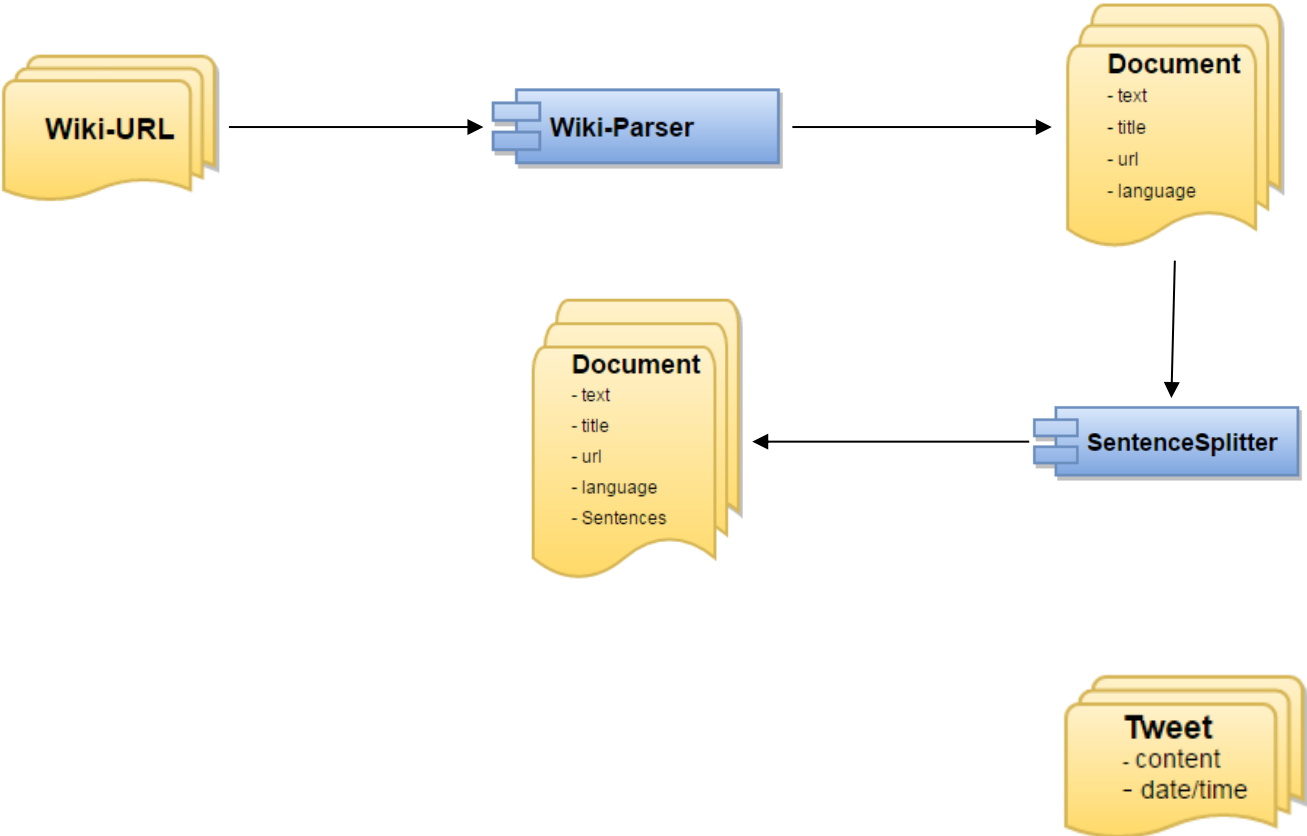 Wiki-URL
Wiki-Parser
Document
- text
- title
- url
- language
Document
- text
- title
- url
- language
- Sentences
SentenceSplitter
Tweet
- content
- date/time